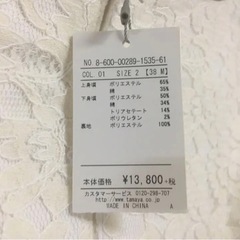 NO. 8-600-00289-1535-61
COL. 01 SIZE 2 【38 M】
上身頃 ポリエステル 65%
綿 35%
下身頃 ポリエステル 50%
綿 34%
トリアセテート 14%
ポリウレタン 2%
裏地 ポリエステル 100%
本体価格 ¥13,800 +税
カスタマーサービス 0120-298-707
http://www.tamaya.co.jp
MADE IN CHINA A